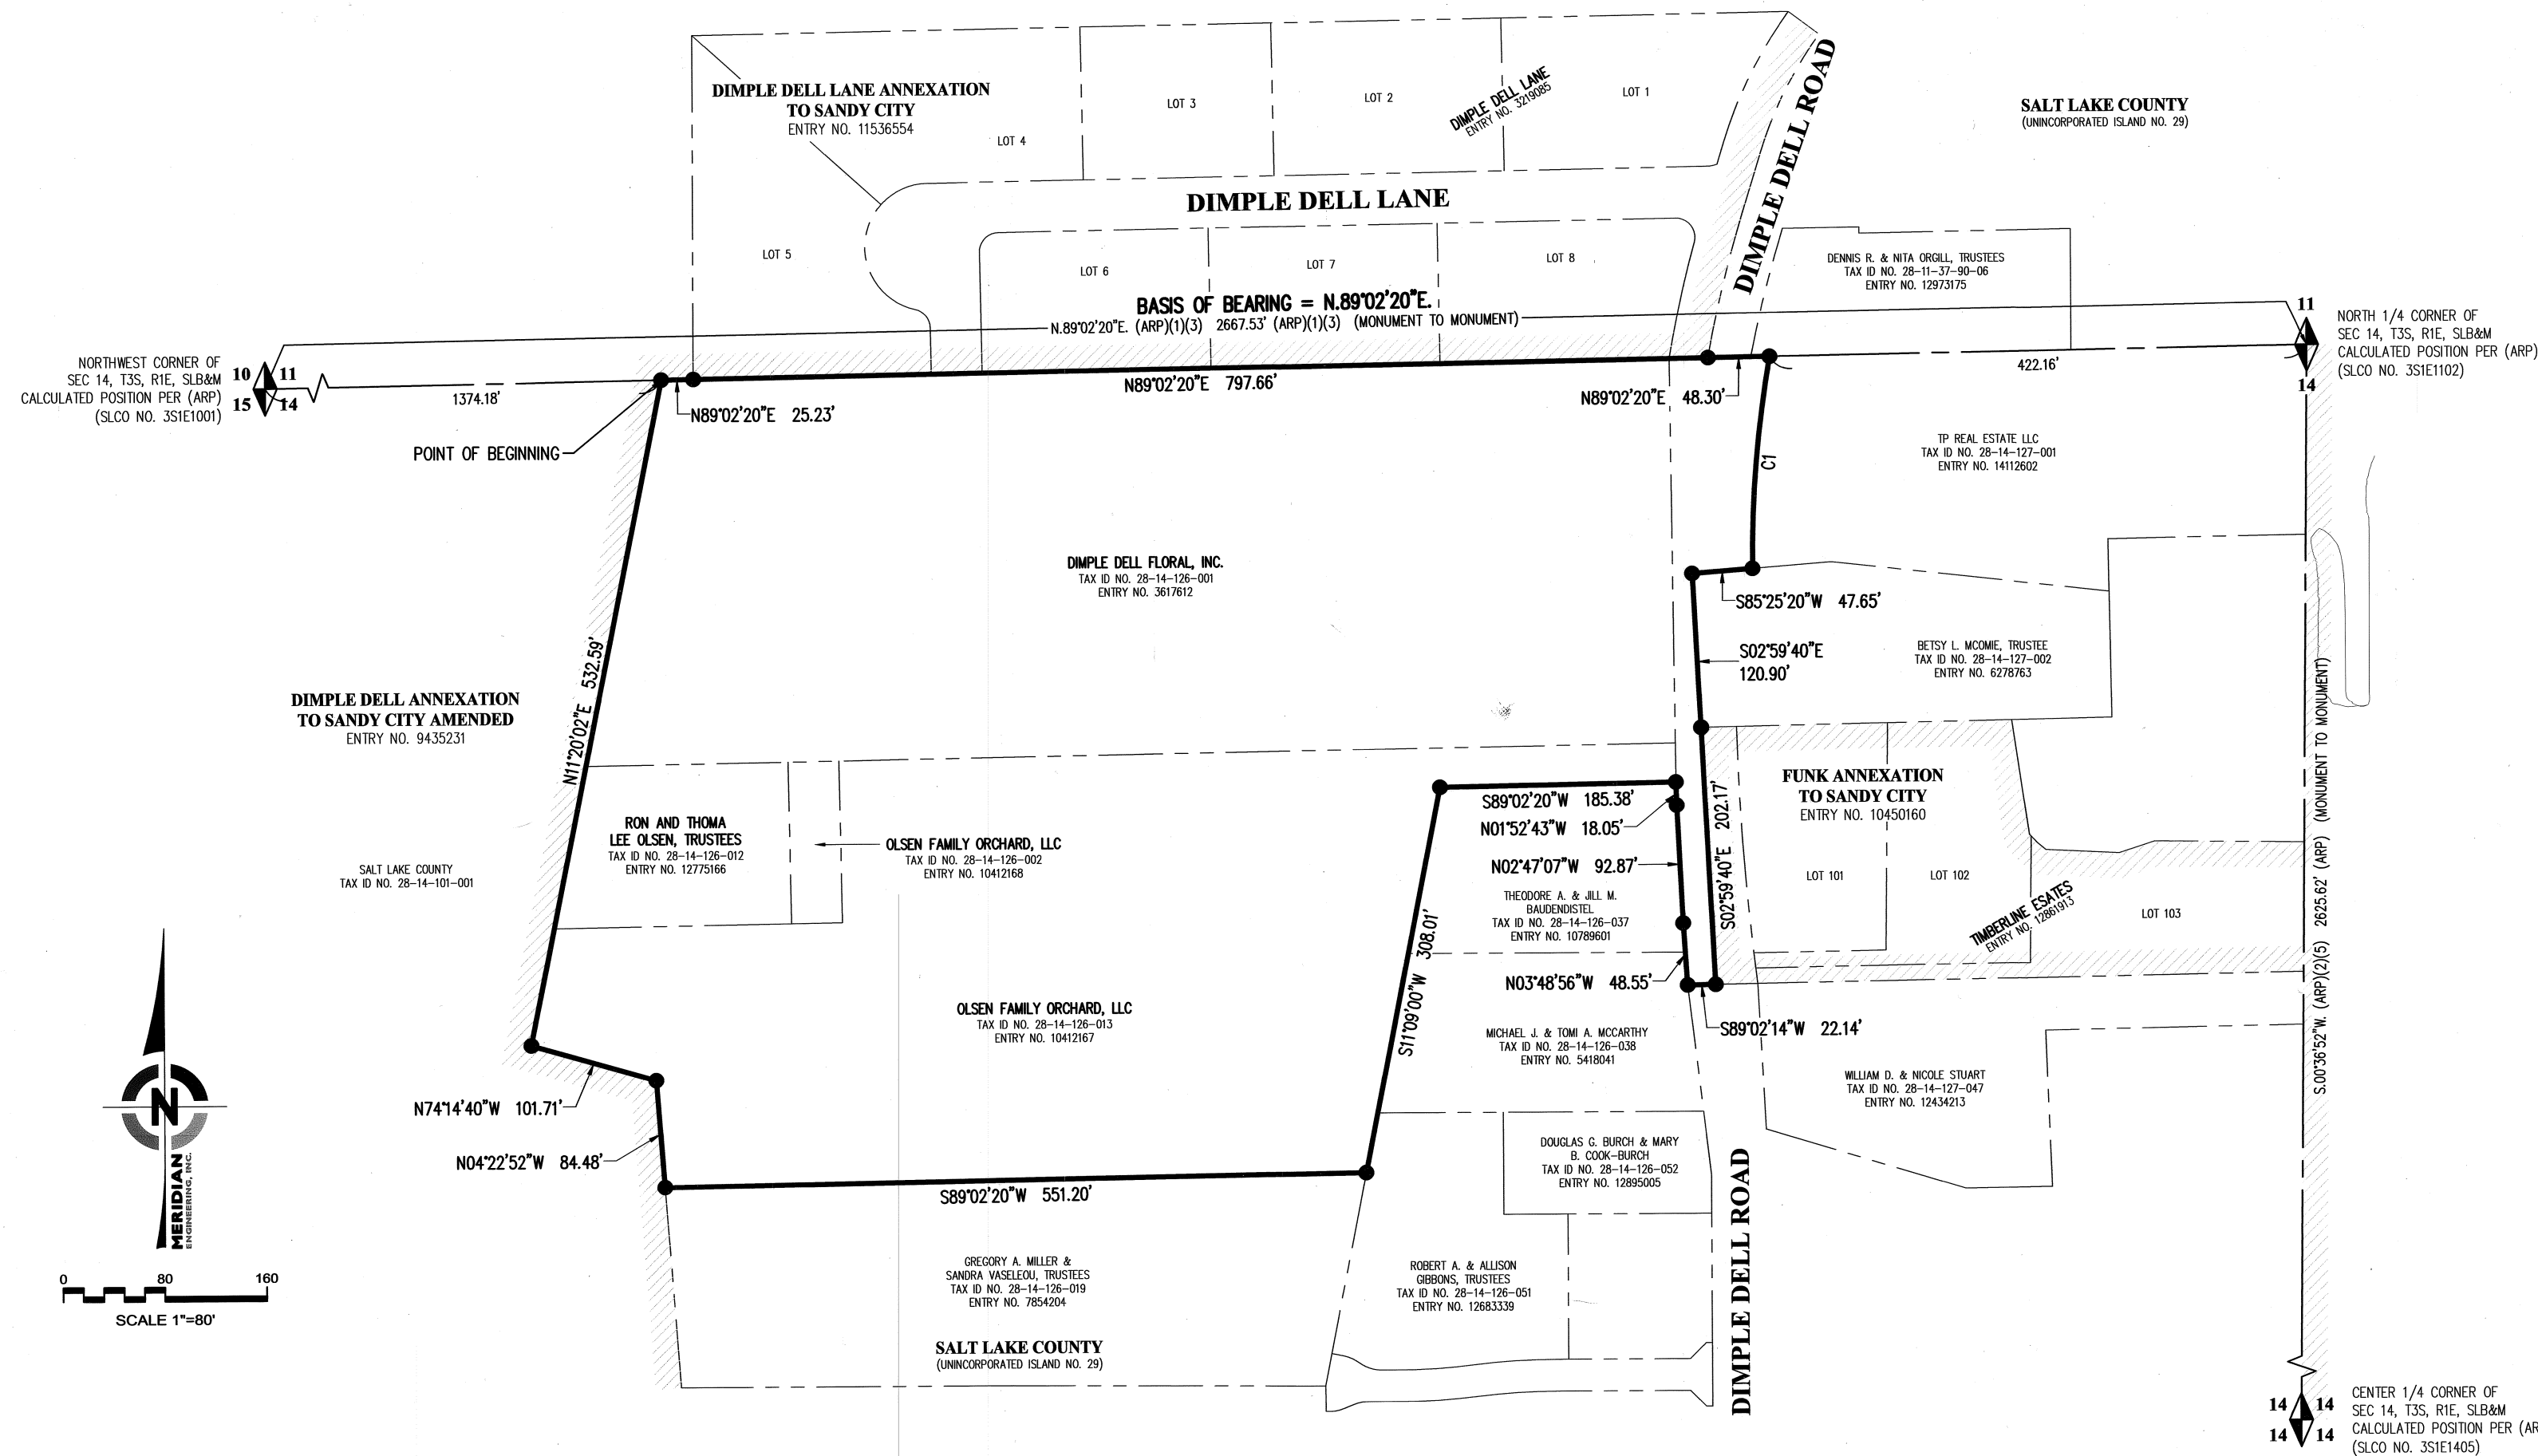 DIMPLE DELL LANE ANNEXATION
TO SANDY CITY
ENTRY NO. 11536554
LOT 4
LOT 3
LOT 2
DIMPLE DELL LANE
ENTRY NO. 3219085
LOT 1
DIMPLE DELL ROAD
SALT LAKE COUNTY
(UNINCORPORATED ISLAND NO. 29)
DIMPLE DELL LANE
LOT 5
LOT 6
LOT 7
LOT 8
DENNIS R. & NITA ORGILL, TRUSTEES
TAX ID NO. 28-11-37-90-06
ENTRY NO. 12973175
BASIS OF BEARING = N.89°02'20"E.
N.89°02'20"E. (ARP)(1)(3) 2667.53' (ARP)(1)(3) (MONUMENT TO MONUMENT)
NORTHWEST CORNER OF
SEC 14, T3S, R1E, SLB&M
CALCULATED POSITION PER (ARP)
(SLCO NO. 3S1E1001)
10 11
15 14
11
14
NORTH 1/4 CORNER OF
SEC 14, T3S, R1E, SLB&M
CALCULATED POSITION PER (ARP)
(SLCO NO. 3S1E1102)
1374.18'
N89°02'20"E 25.23'
N89°02'20"E 797.66'
N89°02'20"E 48.30'
422.16'
POINT OF BEGINNING
C1
TP REAL ESTATE LLC
TAX ID NO. 28-14-127-001
ENTRY NO. 14112602
DIMPLE DELL FLORAL, INC.
TAX ID NO. 28-14-126-001
ENTRY NO. 3617612
S85°25'20"W 47.65'
S02°59'40"E
120.90'
BETSY L. MCOMIE, TRUSTEE
TAX ID NO. 28-14-127-002
ENTRY NO. 6278763
N11°20'02"E 532.59'
DIMPLE DELL ANNEXATION
TO SANDY CITY AMENDED
ENTRY NO. 9435231
SALT LAKE COUNTY
TAX ID NO. 28-14-101-001
RON AND THOMA
LEE OLSEN, TRUSTEES
TAX ID NO. 28-14-126-012
ENTRY NO. 12775166
OLSEN FAMILY ORCHARD, LLC
TAX ID NO. 28-14-126-002
ENTRY NO. 10412168
S89°02'20"W 185.38'
N01°52'43"W 18.05'
N02°47'07"W 92.87'
THEODORE A. & JILL M.
BAUDENDISTEL
TAX ID NO. 28-14-126-037
ENTRY NO. 10789601
N03°48'56"W 48.55'
S02°59'40"E 202.17'
FUNK ANNEXATION
TO SANDY CITY
ENTRY NO. 10450160
LOT 101
LOT 102
TIMBERLINE ESATES
ENTRY NO. 12861913
LOT 103
S.00°36'52"W. (ARP)(2)(5) 2625.62' (ARP) (MONUMENT TO MONUMENT)
S11°09'00"W 308.01'
OLSEN FAMILY ORCHARD, LLC
TAX ID NO. 28-14-126-013
ENTRY NO. 10412167
S89°02'14"W 22.14'
MICHAEL J. & TOMI A. MCCARTHY
TAX ID NO. 28-14-126-038
ENTRY NO. 5418041
WILLIAM D. & NICOLE STUART
TAX ID NO. 28-14-127-047
ENTRY NO. 12434213
N74°14'40"W 101.71'
N04°22'52"W 84.48'
S89°02'20"W 551.20'
DOUGLAS G. BURCH & MARY
B. COOK-BURCH
TAX ID NO. 28-14-126-052
ENTRY NO. 12895005
DIMPLE DELL ROAD
N
MERIDIAN
ENGINEERING, INC.
0 80 160
SCALE 1"=80'
GREGORY A. MILLER &
SANDRA VASELEOU, TRUSTEES
TAX ID NO. 28-14-126-019
ENTRY NO. 7854204
ROBERT A. & ALLISON
GIBBONS, TRUSTEES
TAX ID NO. 28-14-126-051
ENTRY NO. 12683339
SALT LAKE COUNTY
(UNINCORPORATED ISLAND NO. 29)
14 14
14 14
CENTER 1/4 CORNER OF
SEC 14, T3S, R1E, SLB&M
CALCULATED POSITION PER (AR
(SLCO NO. 3S1E1405)